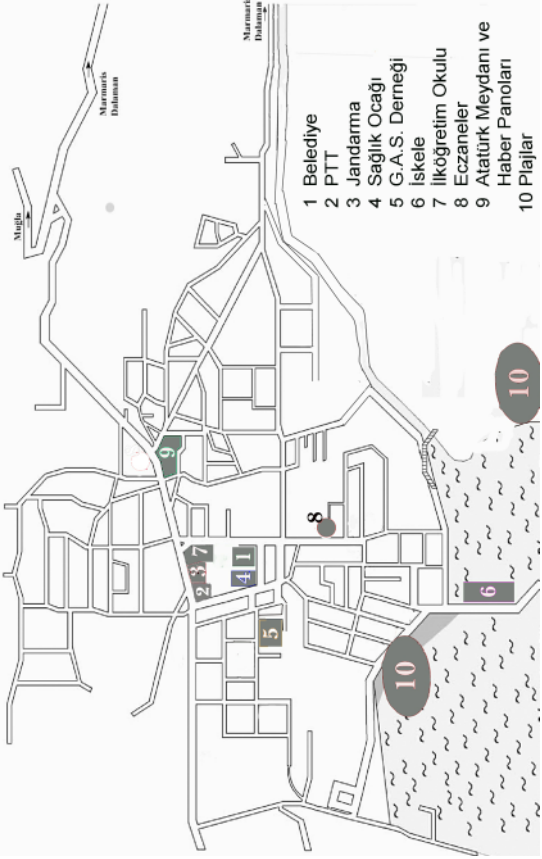 Muğla
Marmaris
Dalaman
Marmaris
Dalaman
9
7
3
2
1
4
5
8
6
10
10
1 Belediye
2 PTT
3 Jandarma
4 Sağlık Ocağı
5 G.A.S. Derneği
6 İskele
7 İlköğretim Okulu
8 Eczaneler
9 Atatürk Meydanı ve
Haber Panoları
10 Plajlar